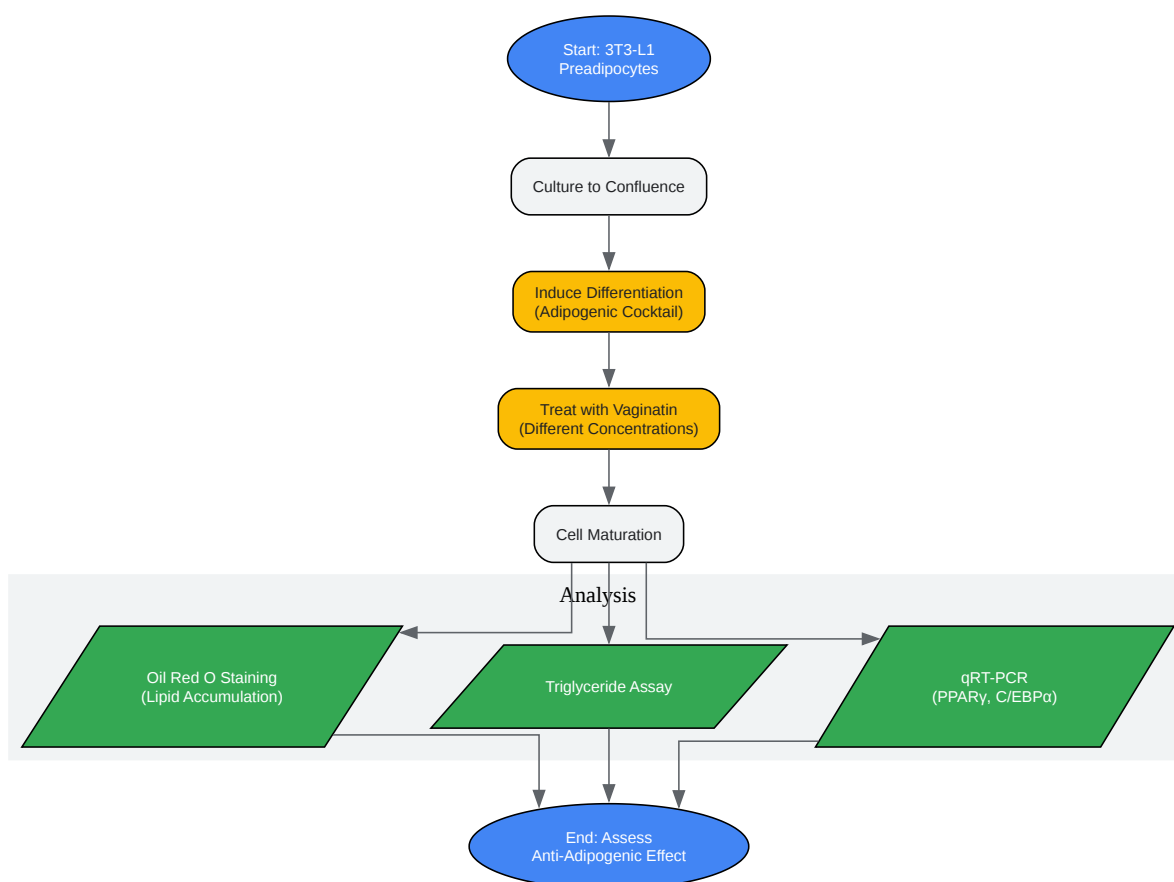 Start: 3T3-L1
Preadipocytes
Culture to Confluence
Induce Differentiation
(Adipogenic Cocktail)
Treat with Vaginatin
(Different Concentrations)
Cell Maturation
Analysis
Oil Red O Staining
(Lipid Accumulation)
Triglyceride Assay
qRT-PCR
(PPARγ, C/EBPα)
End: Assess
Anti-Adipogenic Effect